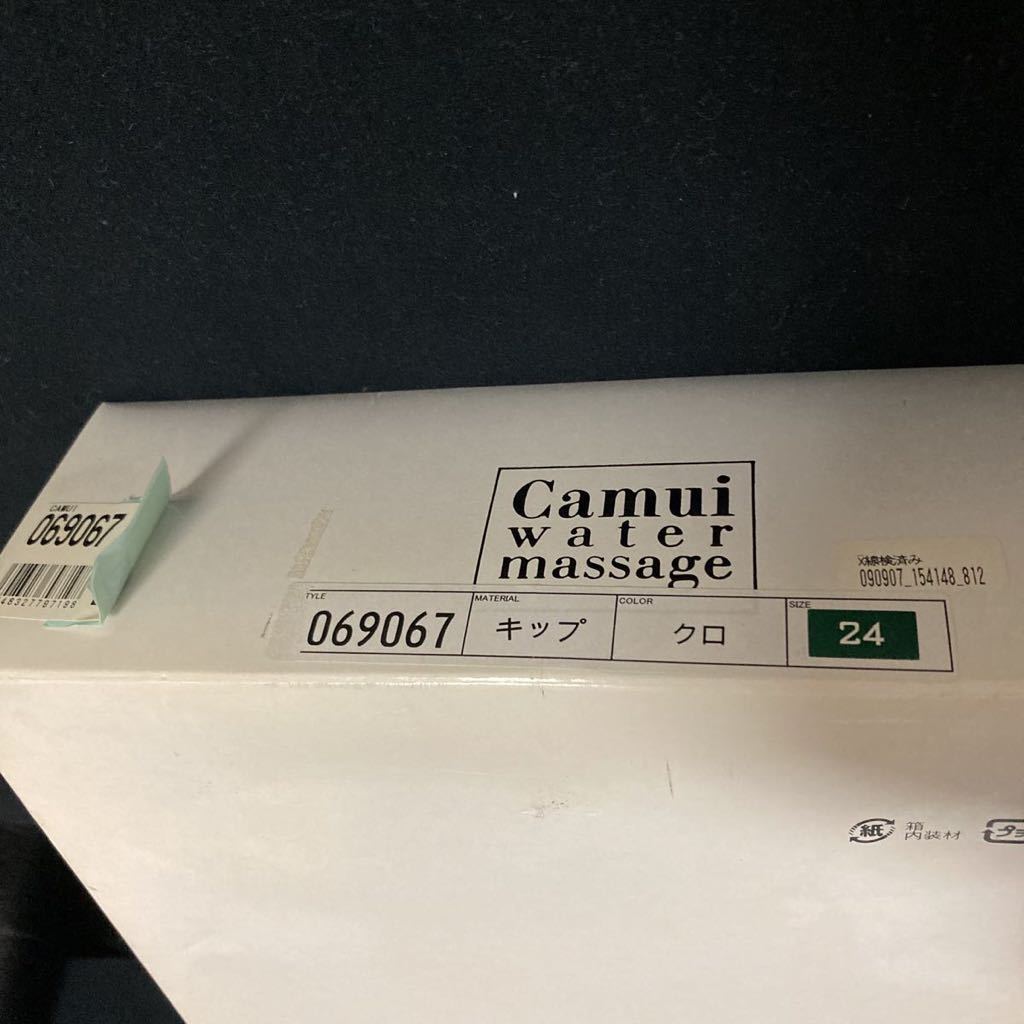 CAMUI
069067
Camui
water
massage
X線検済み
090907_154148_812
TYLE
MATERIAL
COLOR
SIZE
069067
キップ
クロ
24
紙
箱
内装材